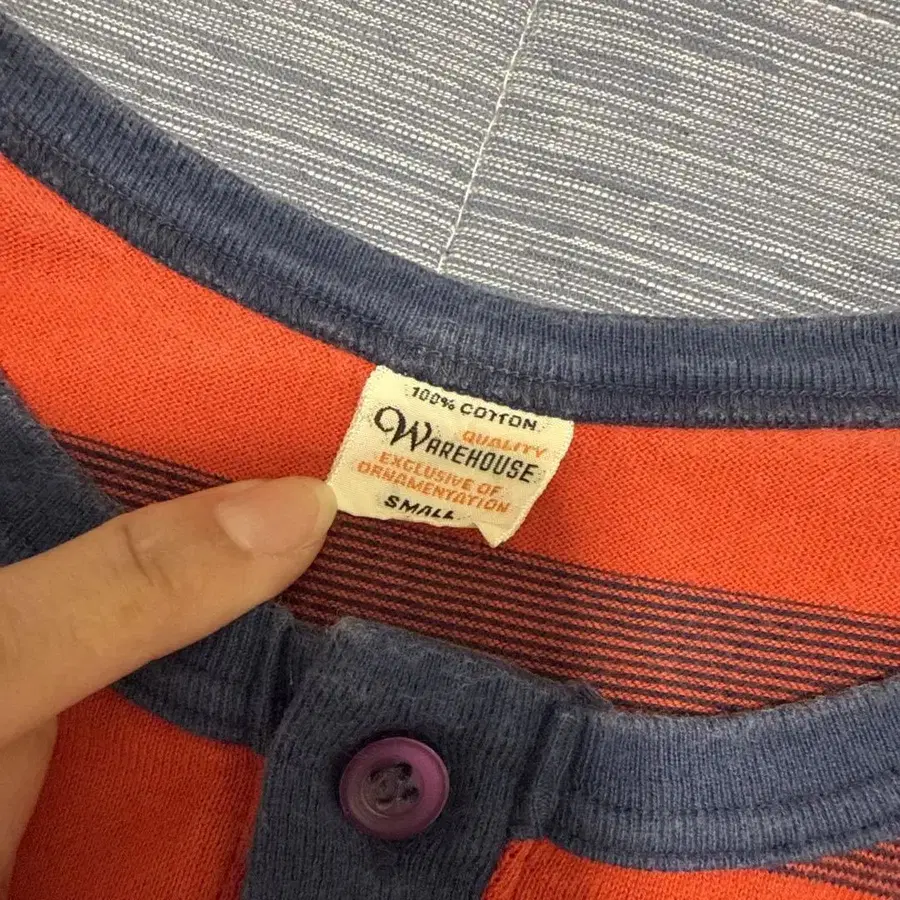 100% COTTON
QUALITY
WAREHOUSE
EXCLUSIVE OF
ORNAMENTATION
SMALL